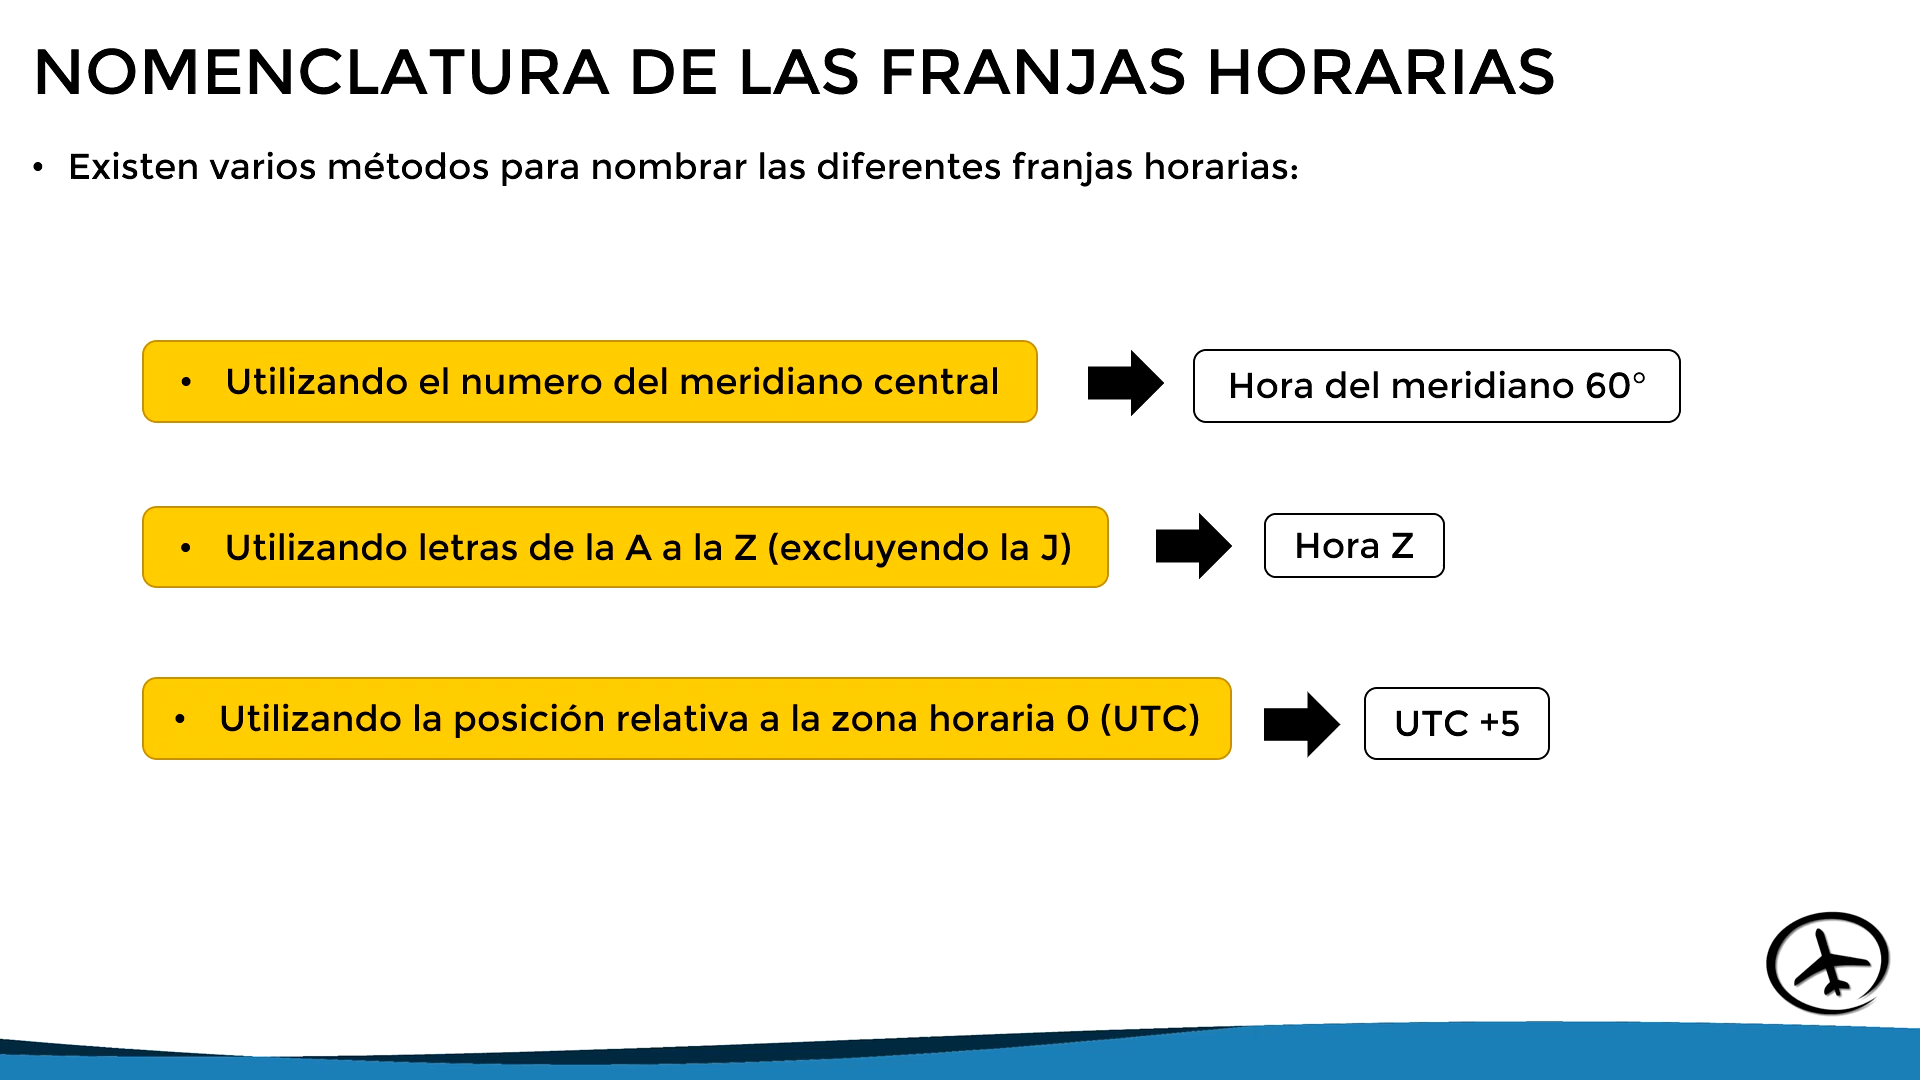 NOMENCLATURA DE LAS FRANJAS HORARIAS
• Existen varios métodos para nombrar las diferentes franjas horarias:
• Utilizando el numero del meridiano central
Hora del meridiano 60°
• Utilizando letras de la A a la Z (excluyendo la J)
Hora Z
• Utilizando la posición relativa a la zona horaria 0 (UTC)
UTC +5